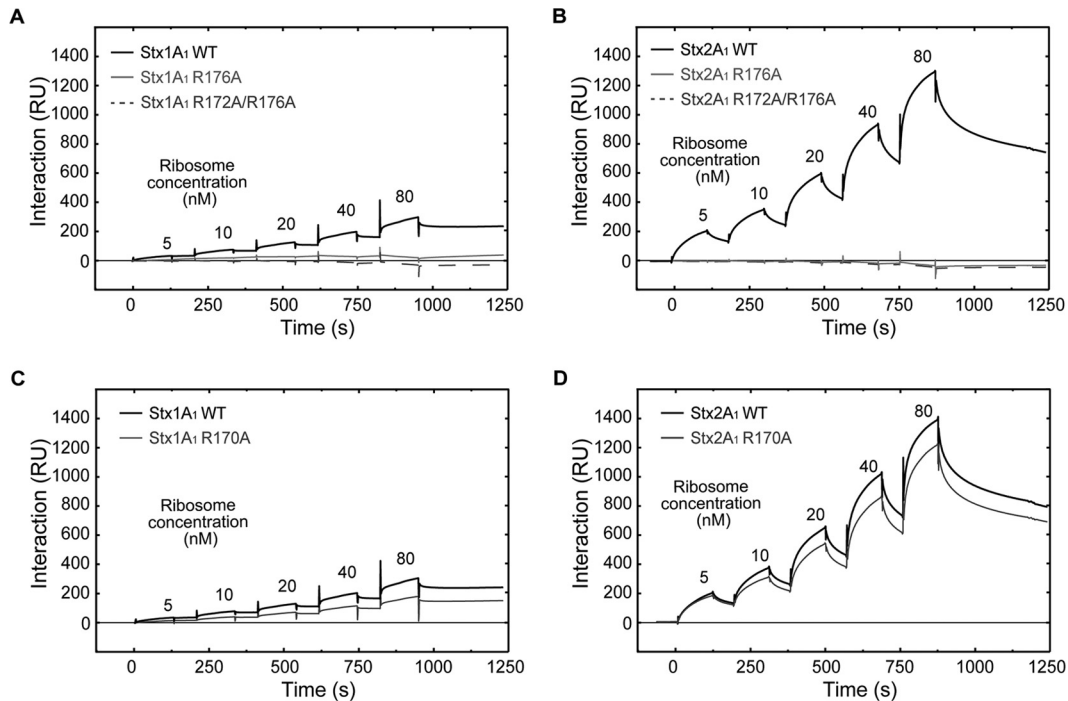 A
Interaction (RU)
1400
1200
1000
800
600
400
200
0
Stx1A1 WT
Stx1A1 R176A
Stx1A1 R172A/R176A
Ribosome
concentration
(nM)
5
10
20
40
80
0 250 500 750 1000 1250
Time (s)
B
Interaction (RU)
1400
1200
1000
800
600
400
200
0
Stx2A1 WT
Stx2A1 R176A
Stx2A1 R172A/R176A
Ribosome
concentration
(nM)
5
10
20
40
80
0 250 500 750 1000 1250
Time (s)
C
Interaction (RU)
1400
1200
1000
800
600
400
200
0
Stx1A1 WT
Stx1A1 R170A
Ribosome
concentration
(nM)
5
10
20
40
80
0 250 500 750 1000 1250
Time (s)
D
Interaction (RU)
1400
1200
1000
800
600
400
200
0
Stx2A1 WT
Stx2A1 R170A
Ribosome
concentration
(nM)
5
10
20
40
80
0 250 500 750 1000 1250
Time (s)